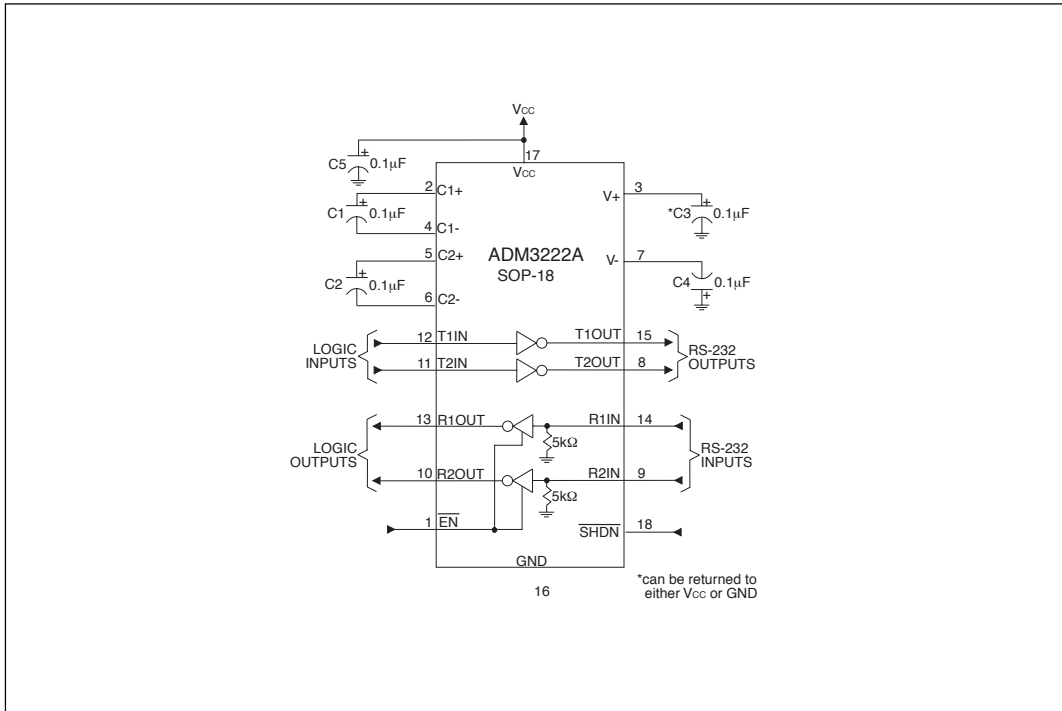 Vcc
17
C5 + 0.1μF
Vcc
2 C1+
3
V+
C1 + 0.1μF
*C3 + 0.1μF
4 C1-
5 C2+
ADM3222A
7
V-
SOP-18
C2 + 0.1μF
C4 + 0.1μF
6 C2-
LOGIC
INPUTS
12 T1IN
T1OUT 15
11 T2IN
T2OUT 8
RS-232
OUTPUTS
13 R1OUT
R1IN 14
5kΩ
LOGIC
OUTPUTS
RS-232
INPUTS
10 R2OUT
R2IN 9
5kΩ
1 EN
SHDN 18
GND
16
*can be returned to
either Vcc or GND